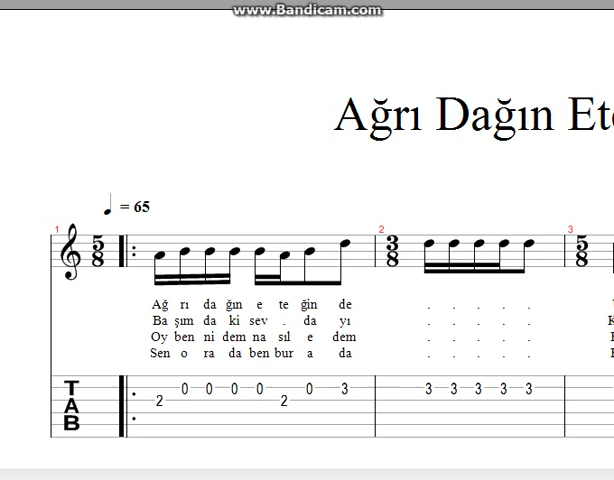 www.Bandicam.com
Ağrı Dağın Ete
= 65
1 2 3
5 8 3 8 5 8
Ağ rı da ğın e te ğin de . . . . .
Ba şım da ki sev . da yı . . . . . K
Oy ben ni dem na sıl e dem . . . . .
Sen o ra da ben bur a da . . . . .
T A B
0 0 0 0 0 3 3 3 3 3 3
2 2